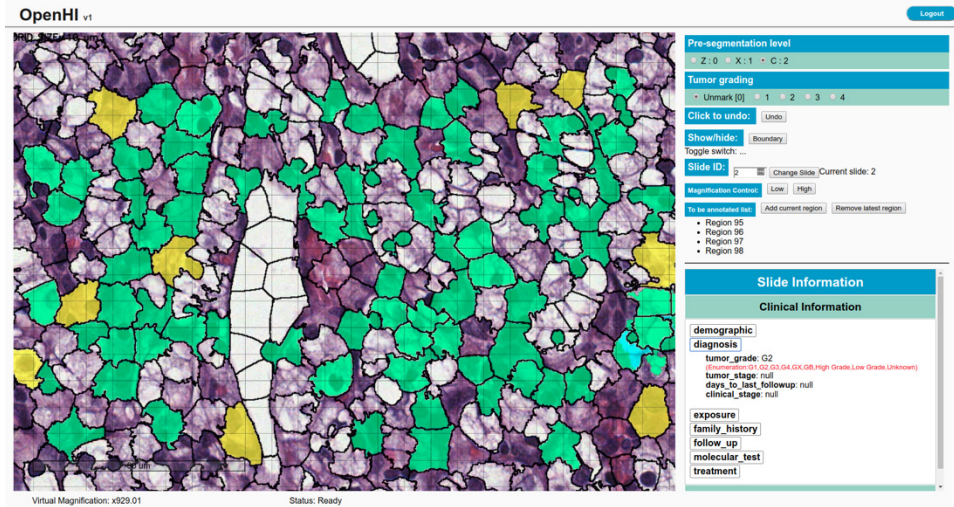 OpenHI v1
Logout
Pre-segmentation level
Z : 0 X : 1 C : 2
Tumor grading
Unmark [0] 1 2 3 4
Click to undo: Undo
Show/hide: Boundary
Toggle switch: ...
Slide ID: 2 Change Slide Current slide: 2
Magnification Control: Low High
To be annotated list: Add current region Remove latest region
Region 95
Region 96
Region 97
Region 98
Slide Information
Clinical Information
demographic
diagnosis
tumor_grade: G2
(Enumeration:G1,G2,G3,G4,GX,GB,High Grade,Low Grade,Unknown)
tumor_stage: null
days_to_last_followup: null
clinical_stage: null
exposure
family_history
follow_up
molecular_test
treatment
Virtual Magnification: x929.01
Status: Ready